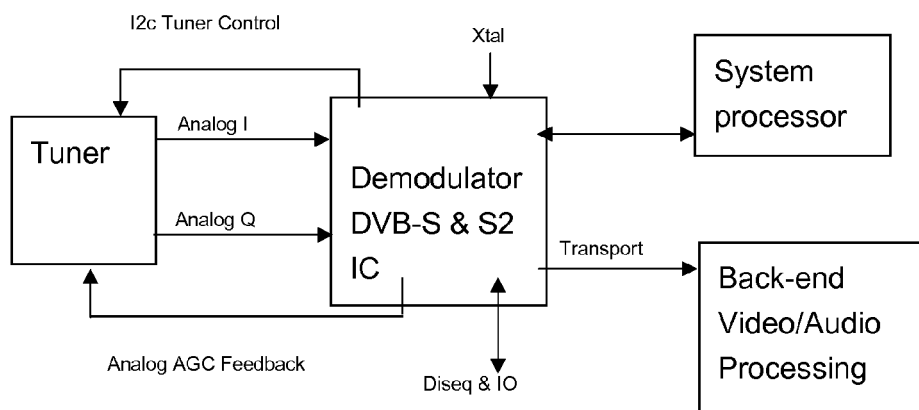 I2c Tuner Control
Xtal
System
processor
Tuner
Analog I
Analog Q
Demodulator
DVB-S & S2
IC
Transport
Back-end
Video/Audio
Processing
Analog AGC Feedback
Diseq & IO